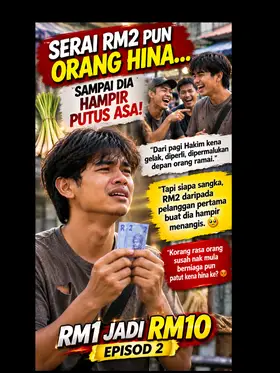 SERAI RM2 PUN
ORANG HINA...
SAMPAI DIA
HAMPIR
PUTUS ASA!
"Dari pagi Hakim kena
gelak, diperli, dipermalukan
depan orang ramai."
"Tapi siapa sangka,
RM2 daripada
pelanggan pertama
buat dia hampir
menangis. 🥹
"Korang rasa orang
susah nak mula
berniaga pun
patut kena hina ke? 😡
RM1 JADI RM10
EPISOD 2